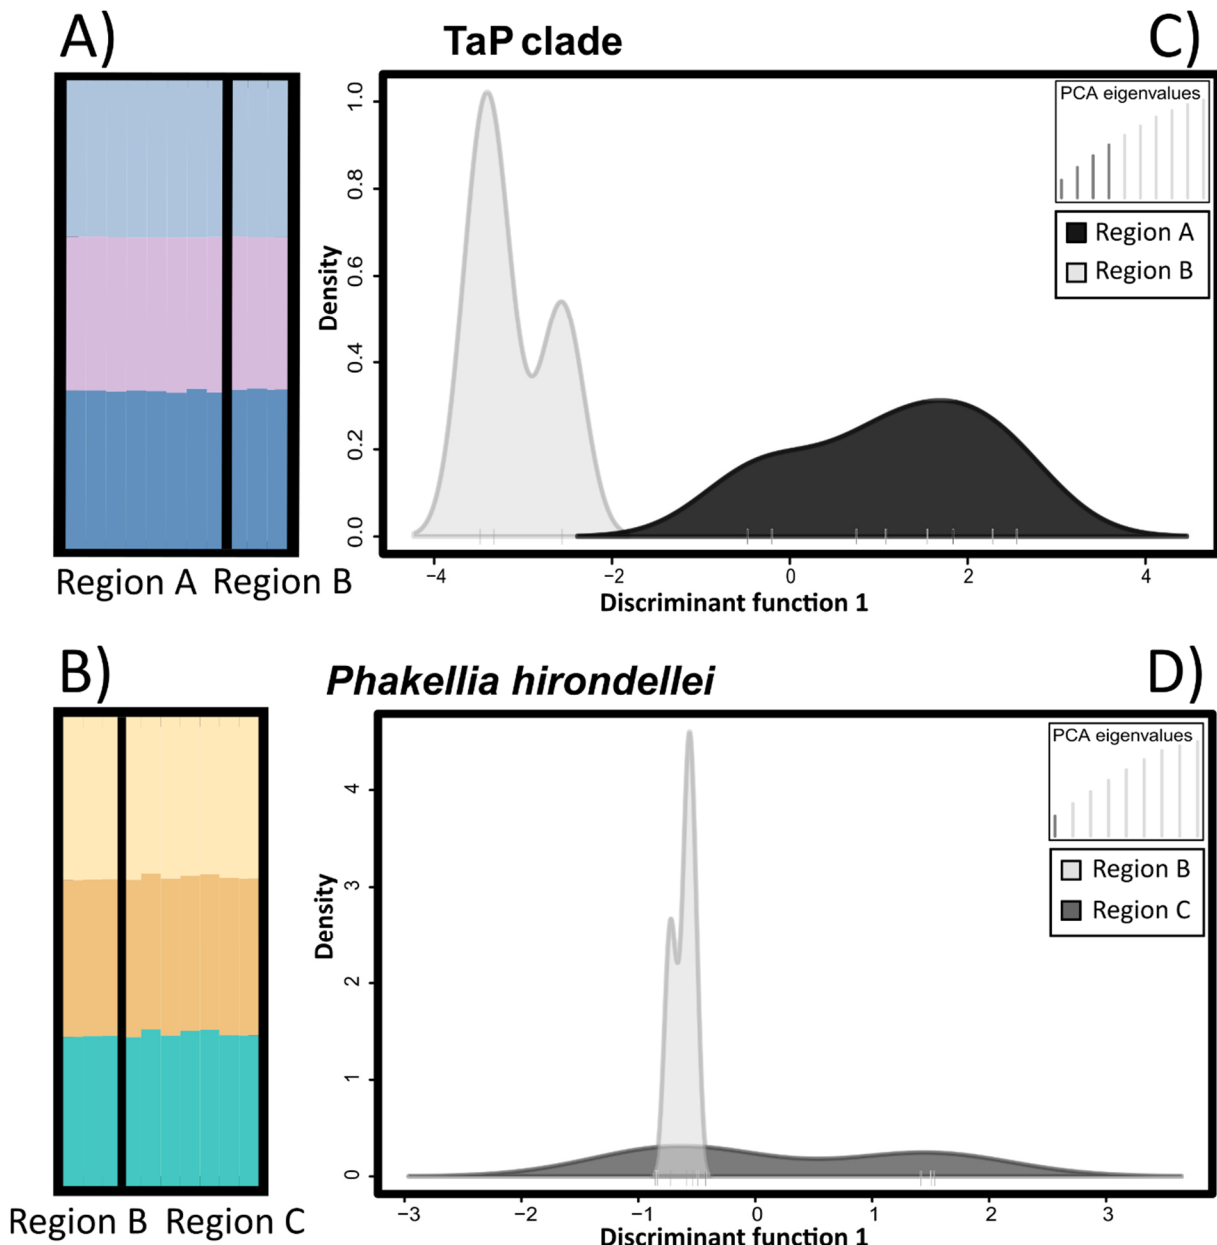 A)
TaP clade
C)
1.0
0.8
0.6
0.4
0.2
0.0
Density
PCA eigenvalues
Region A
Region B
−4
−2
0
2
4
Discriminant function 1
Region A
Region B
B)
Phakellia hirondellei
D)
4
3
2
1
0
Density
PCA eigenvalues
Region B
Region C
−3
−2
−1
0
1
2
3
Discriminant function 1
Region B
Region C